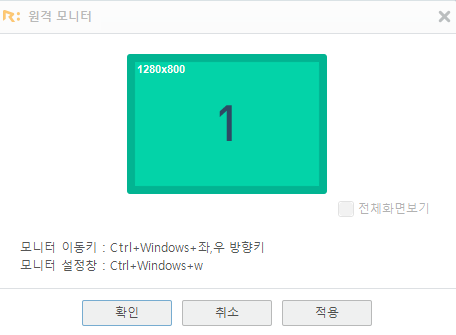 R: 원격 모니터
1280x800
1
전체화면보기
모니터 이동키 : Ctrl+Windows+좌,우 방향키
모니터 설정창 : Ctrl+Windows+w
확인 취소 적용